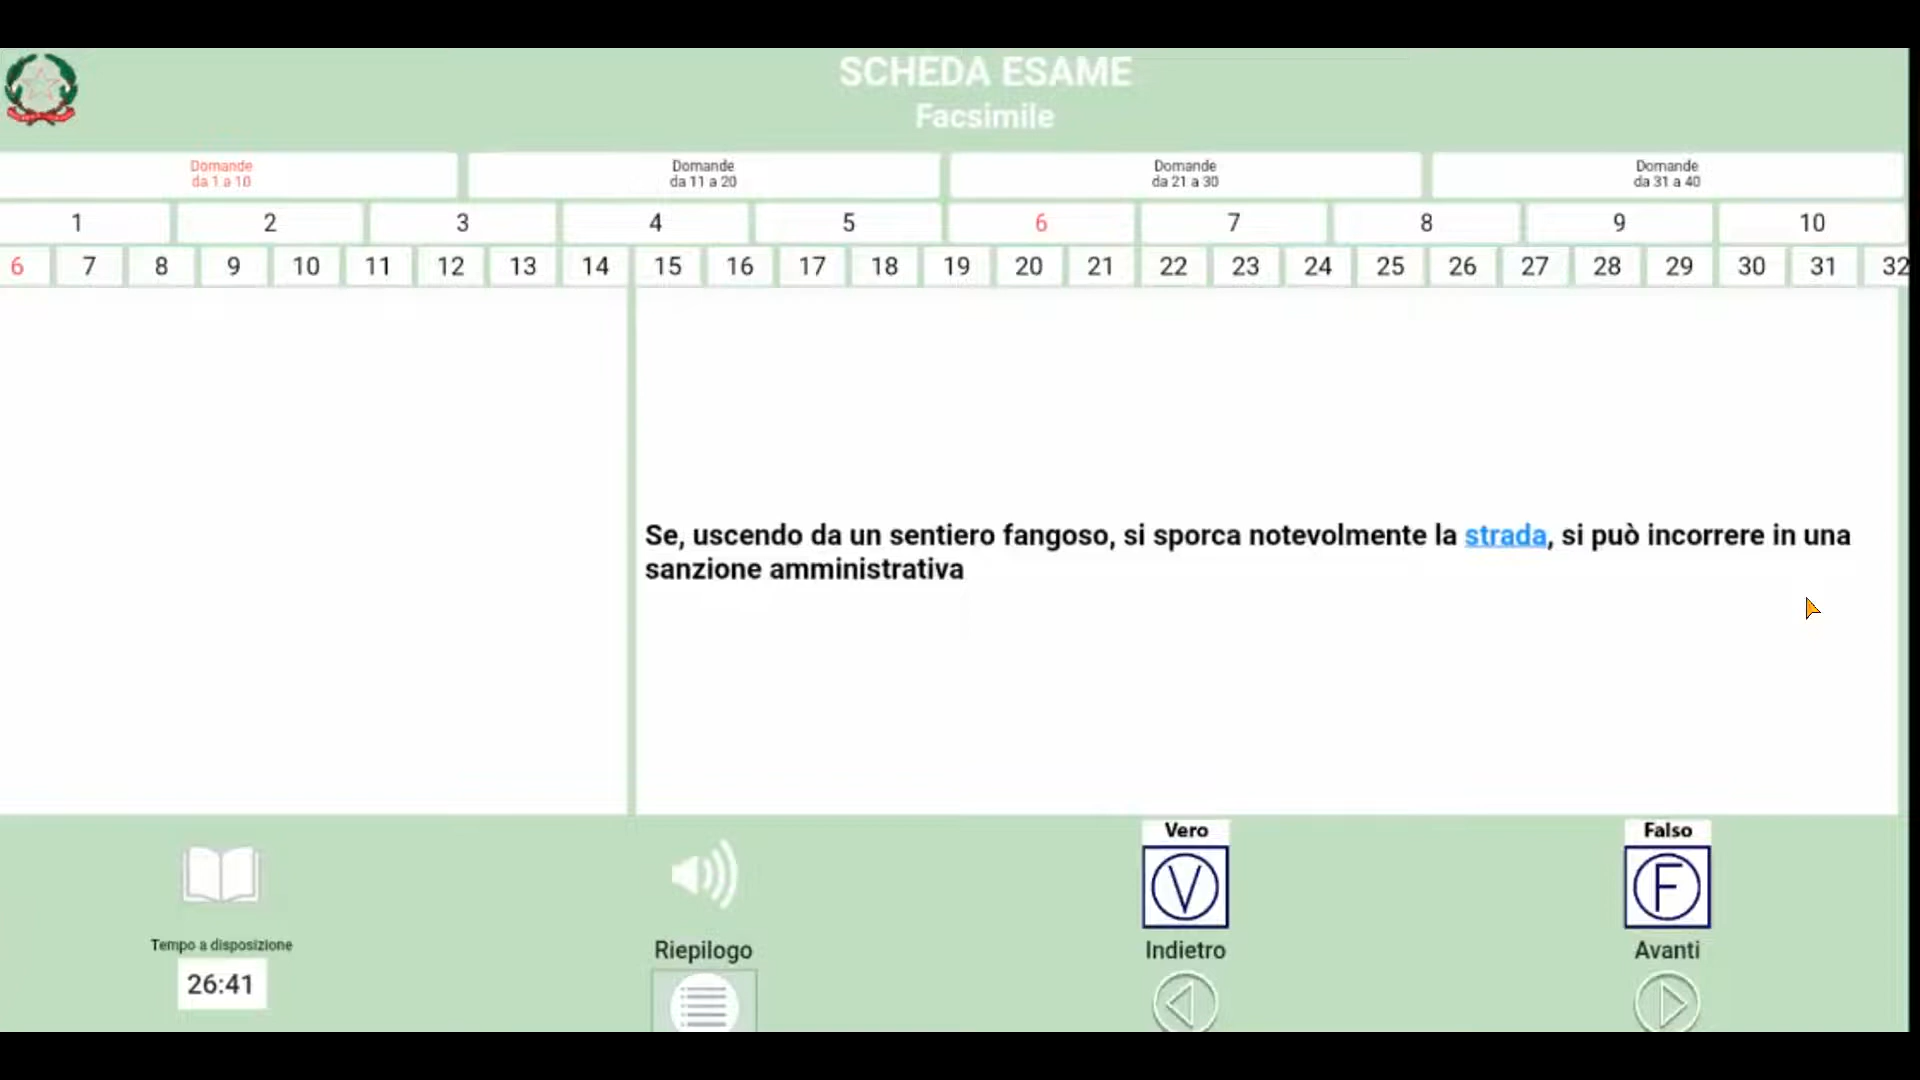 SCHEDA ESAME
Facsimile
Domande
da 1 a 10
Domande
da 11 a 20
Domande
da 21 a 30
Domande
da 31 a 40
1 2 3 4 5 6 7 8 9 10
6 7 8 9 10 11 12 13 14 15 16 17 18 19 20 21 22 23 24 25 26 27 28 29 30 31 32
Se, uscendo da un sentiero fangoso, si sporca notevolmente la strada, si può incorrere in una
sanzione amministrativa
Vero
V
Falso
F
Tempo a disposizione
26:41
Riepilogo
Indietro
Avanti